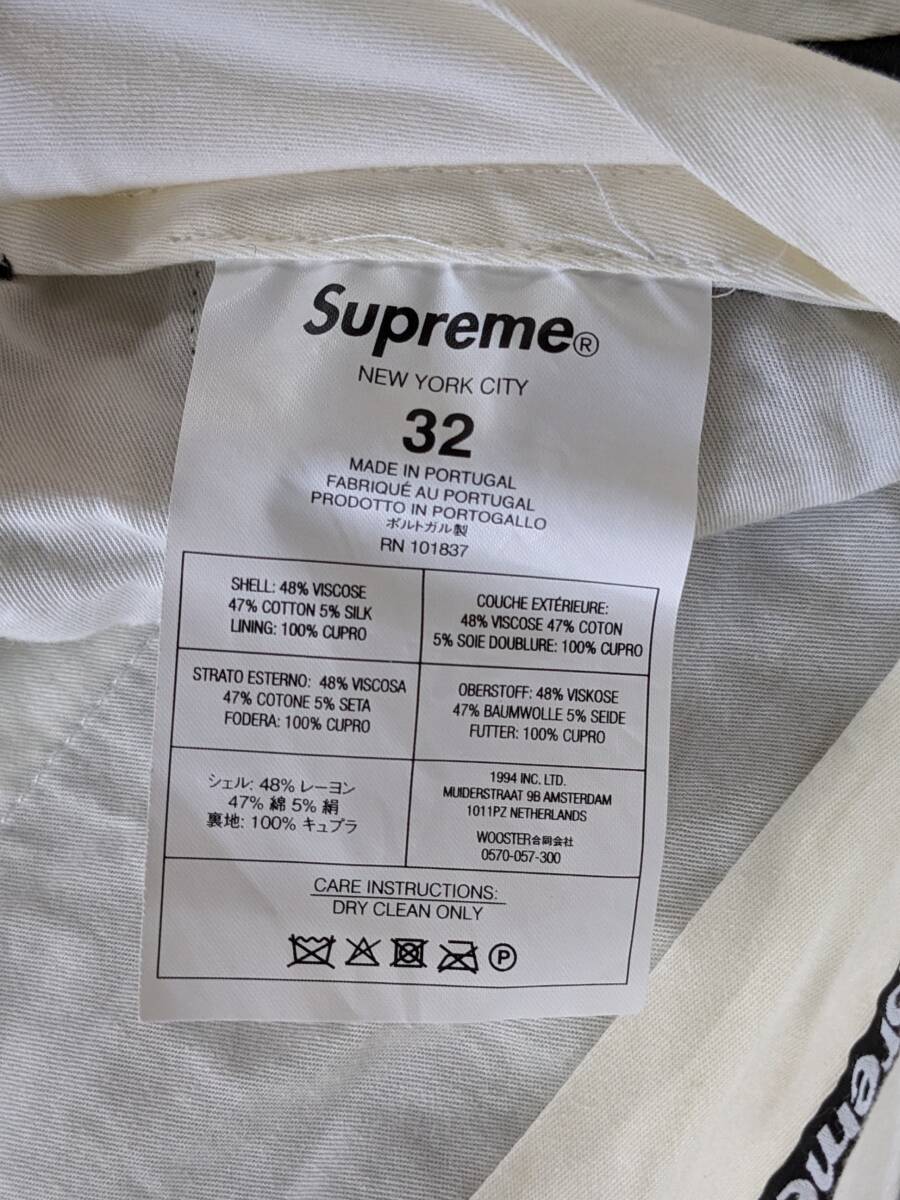 Supreme®
NEW YORK CITY
32
MADE IN PORTUGAL
FABRIQUÉ AU PORTUGAL
PRODOTTO IN PORTOGALLO
ポルトガル製
RN 101837
SHELL: 48% VISCOSE
47% COTTON 5% SILK
LINING: 100% CUPRO
COUCHE EXTÉRIEURE:
48% VISCOSE 47% COTON
5% SOIE DOUBLURE: 100% CUPRO
STRATO ESTERNO: 48% VISCOSA
47% COTONE 5% SETA
FODERA: 100% CUPRO
OBERSTOFF: 48% VISKOSE
47% BAUMWOLLE 5% SEIDE
FUTTER: 100% CUPRO
シェル: 48% レーヨン
47% 綿 5% 絹
裏地: 100% キュプラ
1994 INC. LTD.
MUIDERSTRAAT 9B AMSTERDAM
1011PZ NETHERLANDS
WOOSTER合同会社
0570-057-300
CARE INSTRUCTIONS:
DRY CLEAN ONLY
P
preme